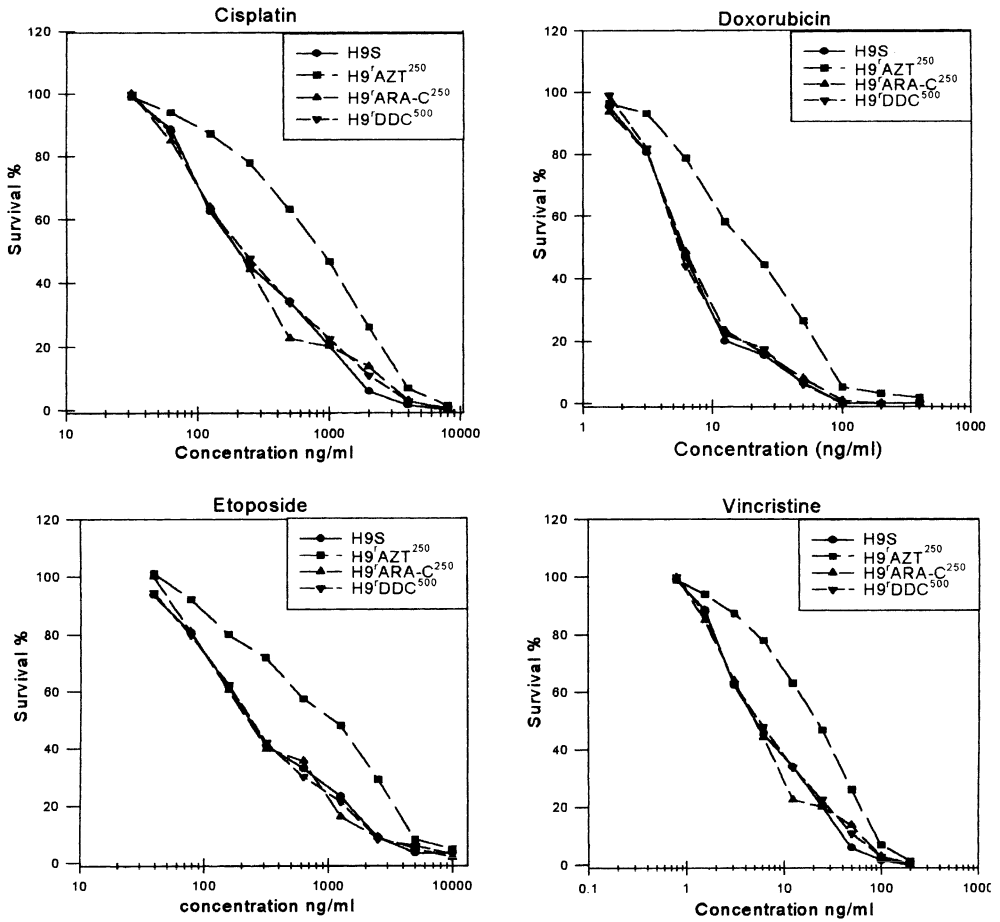 Cisplatin
120
100
80
60
40
20
0
Survival %
H9S
H9ʳAZT²⁵⁰
H9ʳARA-C²⁵⁰
H9ʳDDC⁵⁰⁰
10
100
1000
10000
Concentration ng/ml
Doxorubicin
120
100
80
60
40
20
0
Survival %
H9S
H9ʳAZT²⁵⁰
H9ʳARA-C²⁵⁰
H9ʳDDC⁵⁰⁰
1
10
100
1000
Concentration (ng/ml)
Etoposide
120
100
80
60
40
20
0
Survival %
H9S
H9ʳAZT²⁵⁰
H9ʳARA-C²⁵⁰
H9ʳDDC⁵⁰⁰
10
100
1000
10000
concentration ng/ml
Vincristine
120
100
80
60
40
20
0
Survival %
H9S
H9ʳAZT²⁵⁰
H9ʳARA-C²⁵⁰
H9ʳDDC⁵⁰⁰
0.1
1
10
100
Concentration ng/ml